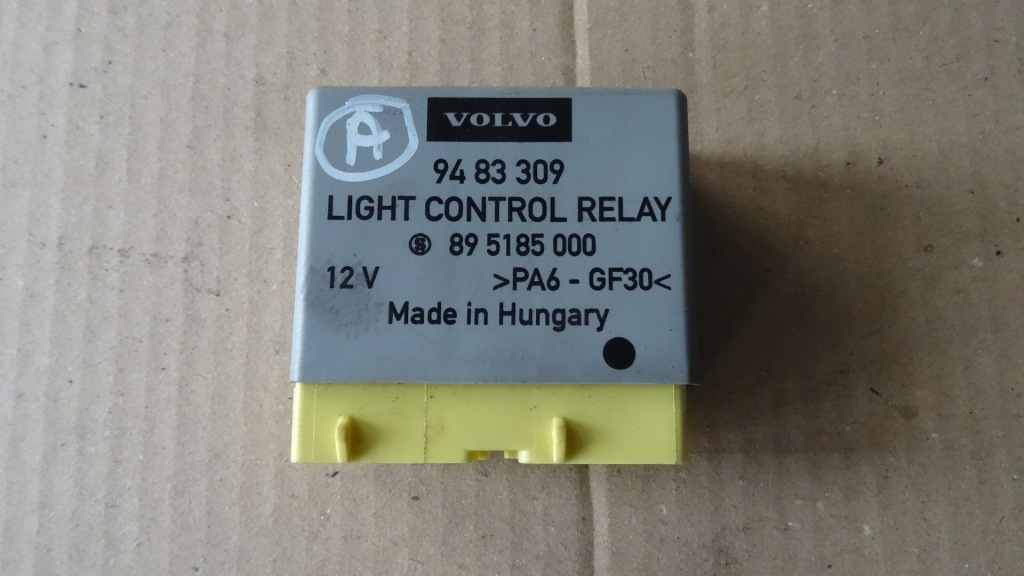 A
VOLVO
94 83 309
LIGHT CONTROL RELAY
89 5185 000
12 V >PA6 - GF30<
Made in Hungary